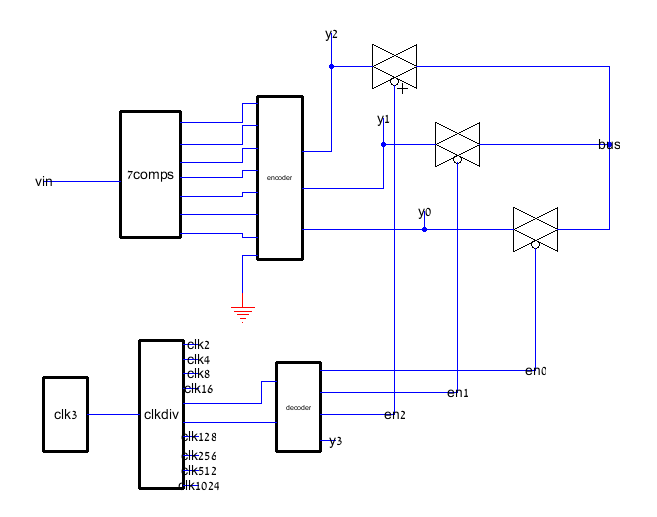 y2
y1
bus
encoder
7comps
vin
y0
clk2
clk4
clk8
clk16
en0
en1
decoder
clk3
clkdiv
en2
clk128
y3
clk256
clk512
clk1024